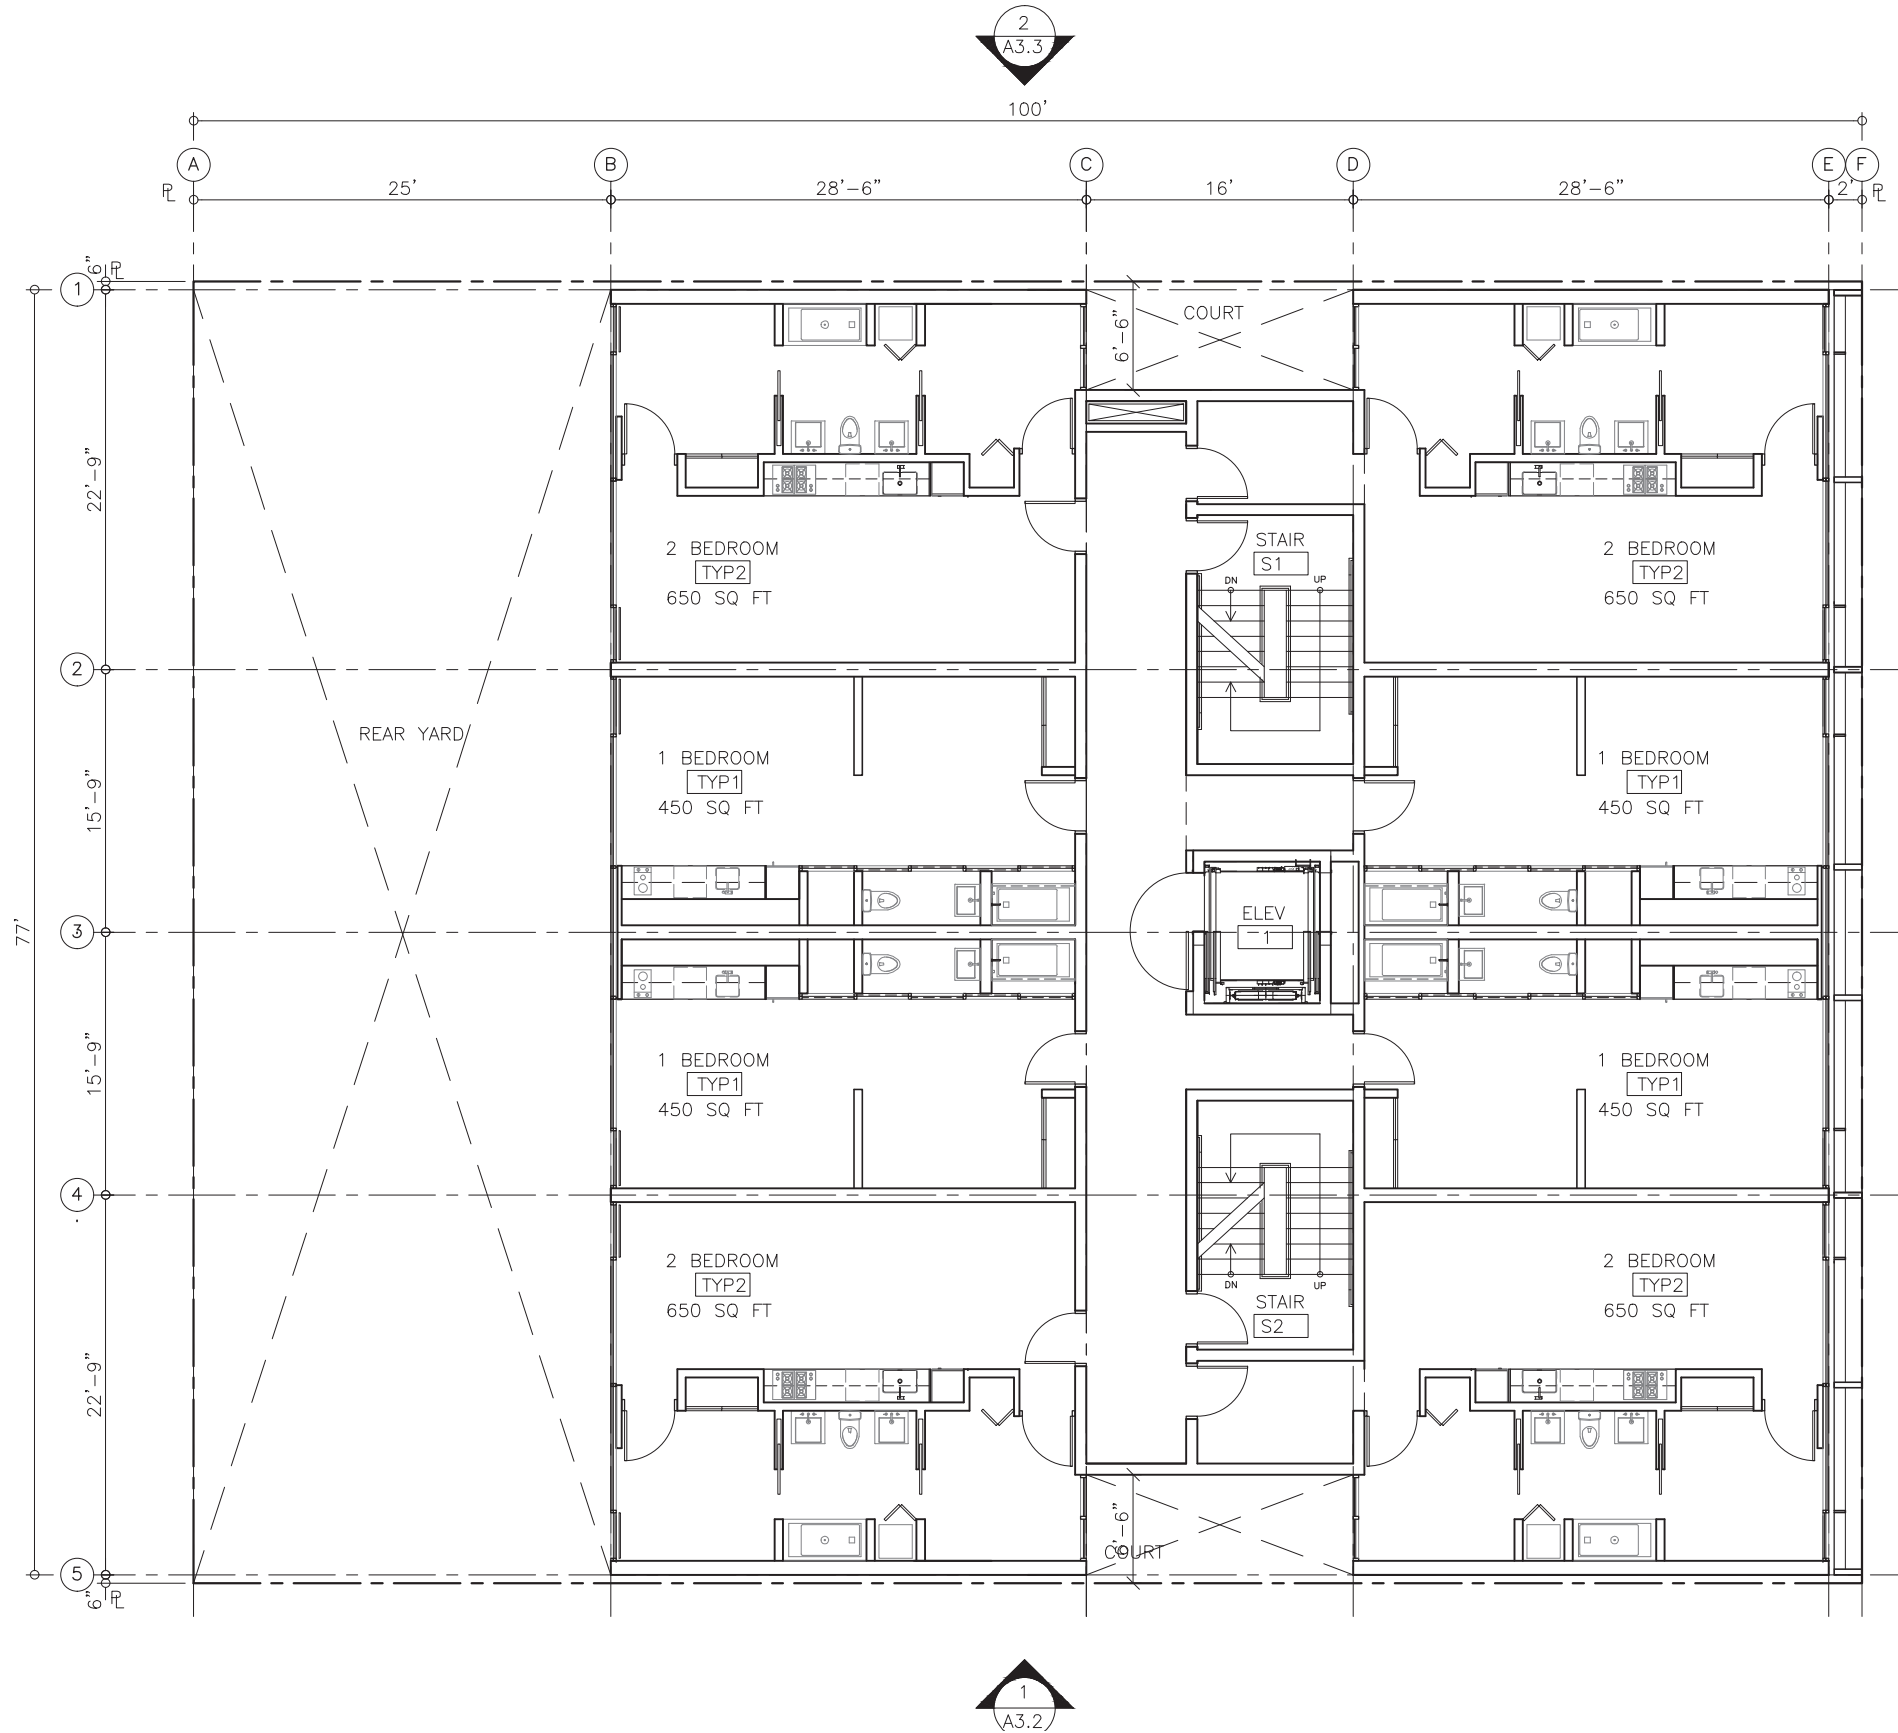 2
A3.3
100'
A
B
C
D
E
F
PL
25'
28'-6"
16'
28'-6"
2'
PL
6"
PL
1
COURT
6'-6"
22'-9"
2 BEDROOM
TYP2
650 SQ FT
STAIR
S1
DN
UP
2 BEDROOM
TYP2
650 SQ FT
2
REAR YARD
15'-9"
1 BEDROOM
TYP1
450 SQ FT
1 BEDROOM
TYP1
450 SQ FT
77'
3
ELEV
1
15'-9"
1 BEDROOM
TYP1
450 SQ FT
1 BEDROOM
TYP1
450 SQ FT
4
22'-9"
2 BEDROOM
TYP2
650 SQ FT
DN
UP
STAIR
S2
2 BEDROOM
TYP2
650 SQ FT
6'-6"
COURT
5
6"
PL
1
A3.2